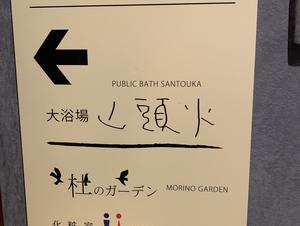 PUBLIC BATH SANTOUKA
大浴場 山頭火
杜のガーデン MORINO GARDEN
化粧室